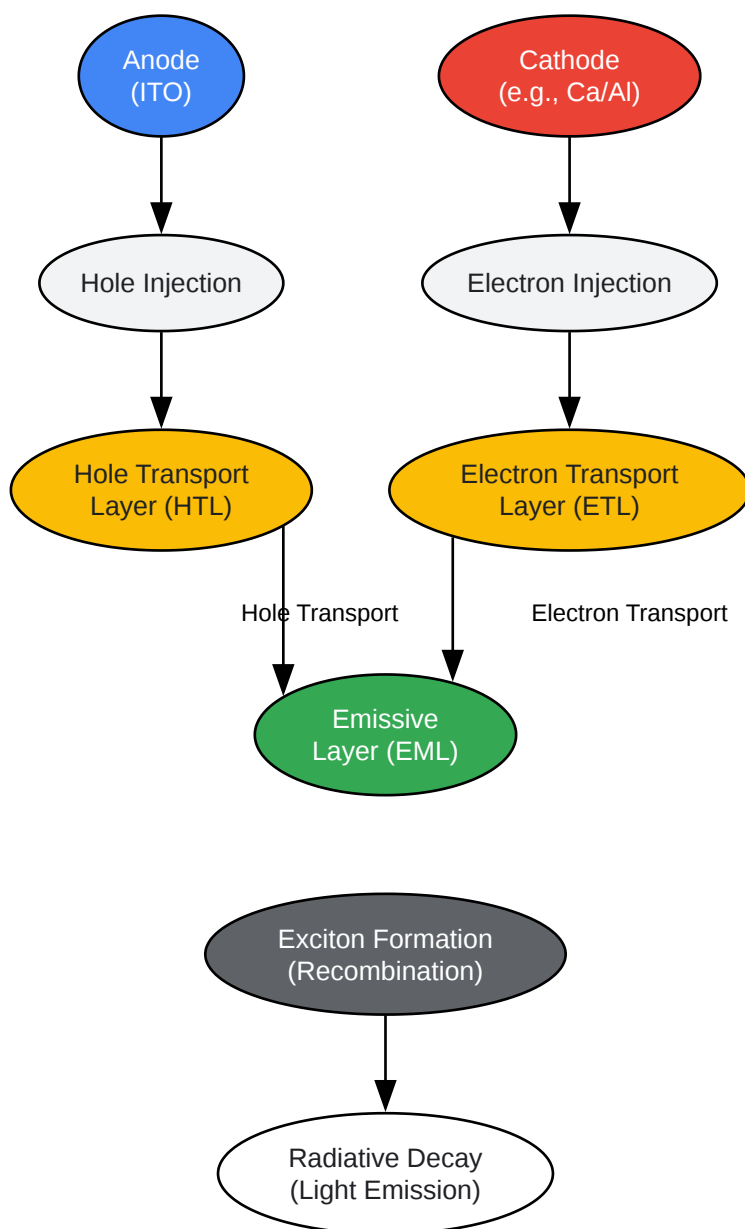 Anode
(ITO)
Cathode
(e.g., Ca/Al)
Hole Injection
Electron Injection
Hole Transport
Layer (HTL)
Electron Transport
Layer (ETL)
Hole Transport
Electron Transport
Emissive
Layer (EML)
Exciton Formation
(Recombination)
Radiative Decay
(Light Emission)